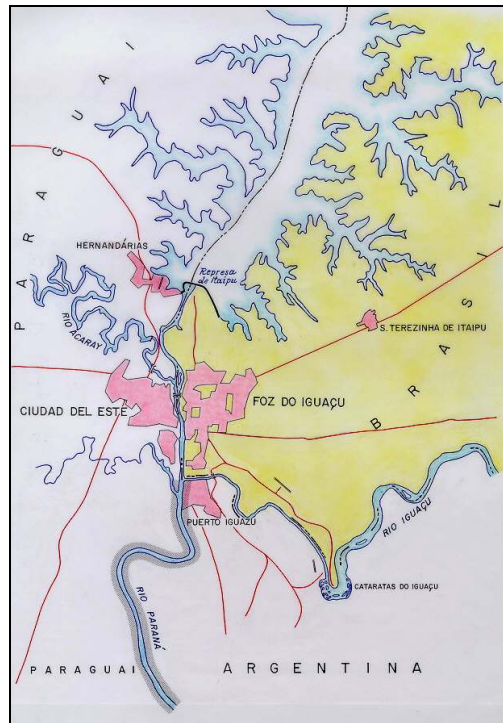 PARAGUAI
HERNANDÁRIAS
Represa
de Itaipu
RIO ACARAY
S. TEREZINHA DE ITAIPU
BRASIL
CIUDAD DEL ESTE
FOZ DO IGUAÇU
PUERTO IGUAZÚ
RIO IGUAÇU
CATARATAS DO IGUAÇU
RIO PARANÁ
PARAGUAI
ARGENTINA